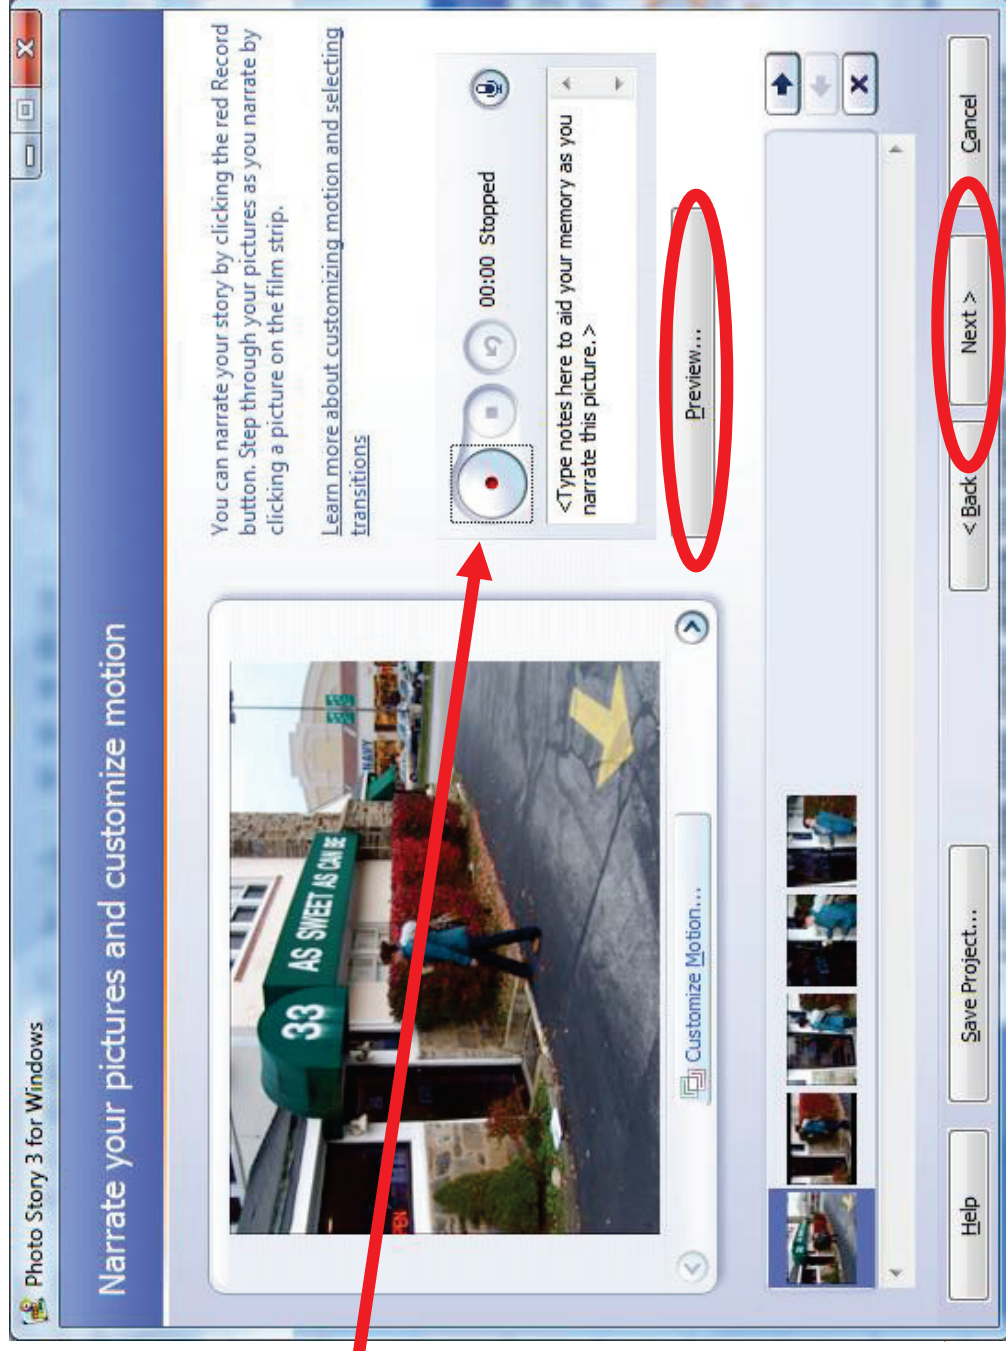 Photo Story 3 for Windows
Narrate your pictures and customize motion
You can narrate your story by clicking the red Record
button. Step through your pictures as you narrate by
clicking a picture on the film strip.
Learn more about customizing motion and selecting
transitions
33
AS SWEET AS CAN BE
NAVY
00:00 Stopped
<Type notes here to aid your memory as you
narrate this picture.>
Customize Motion...
Preview...
Help
Save Project...
< Back
Next >
Cancel